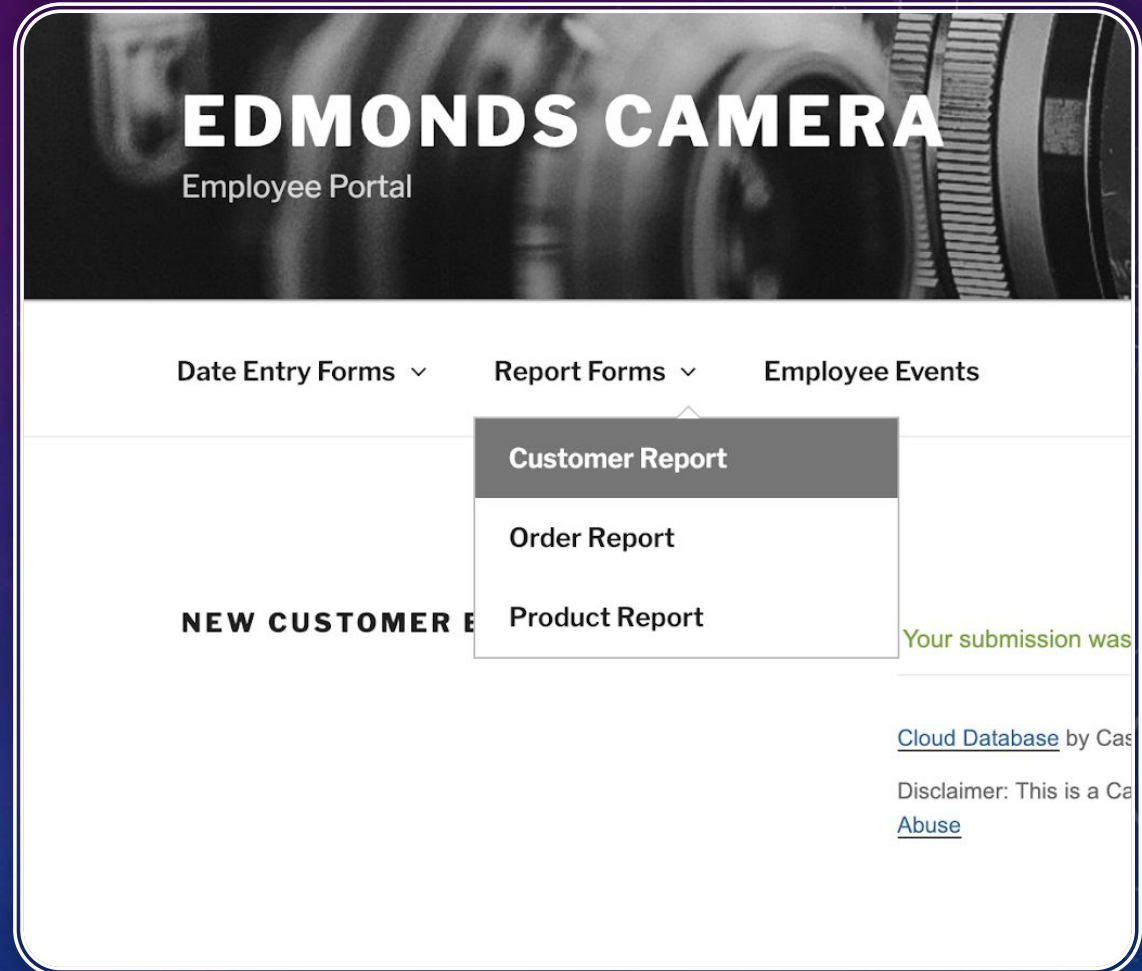 EDMONDS CAMERA
Employee Portal
Date Entry Forms Report Forms Employee Events
Customer Report
Order Report
Product Report
NEW CUSTOMER
Your submission was
Cloud Database by
Disclaimer: This is a
Abuse